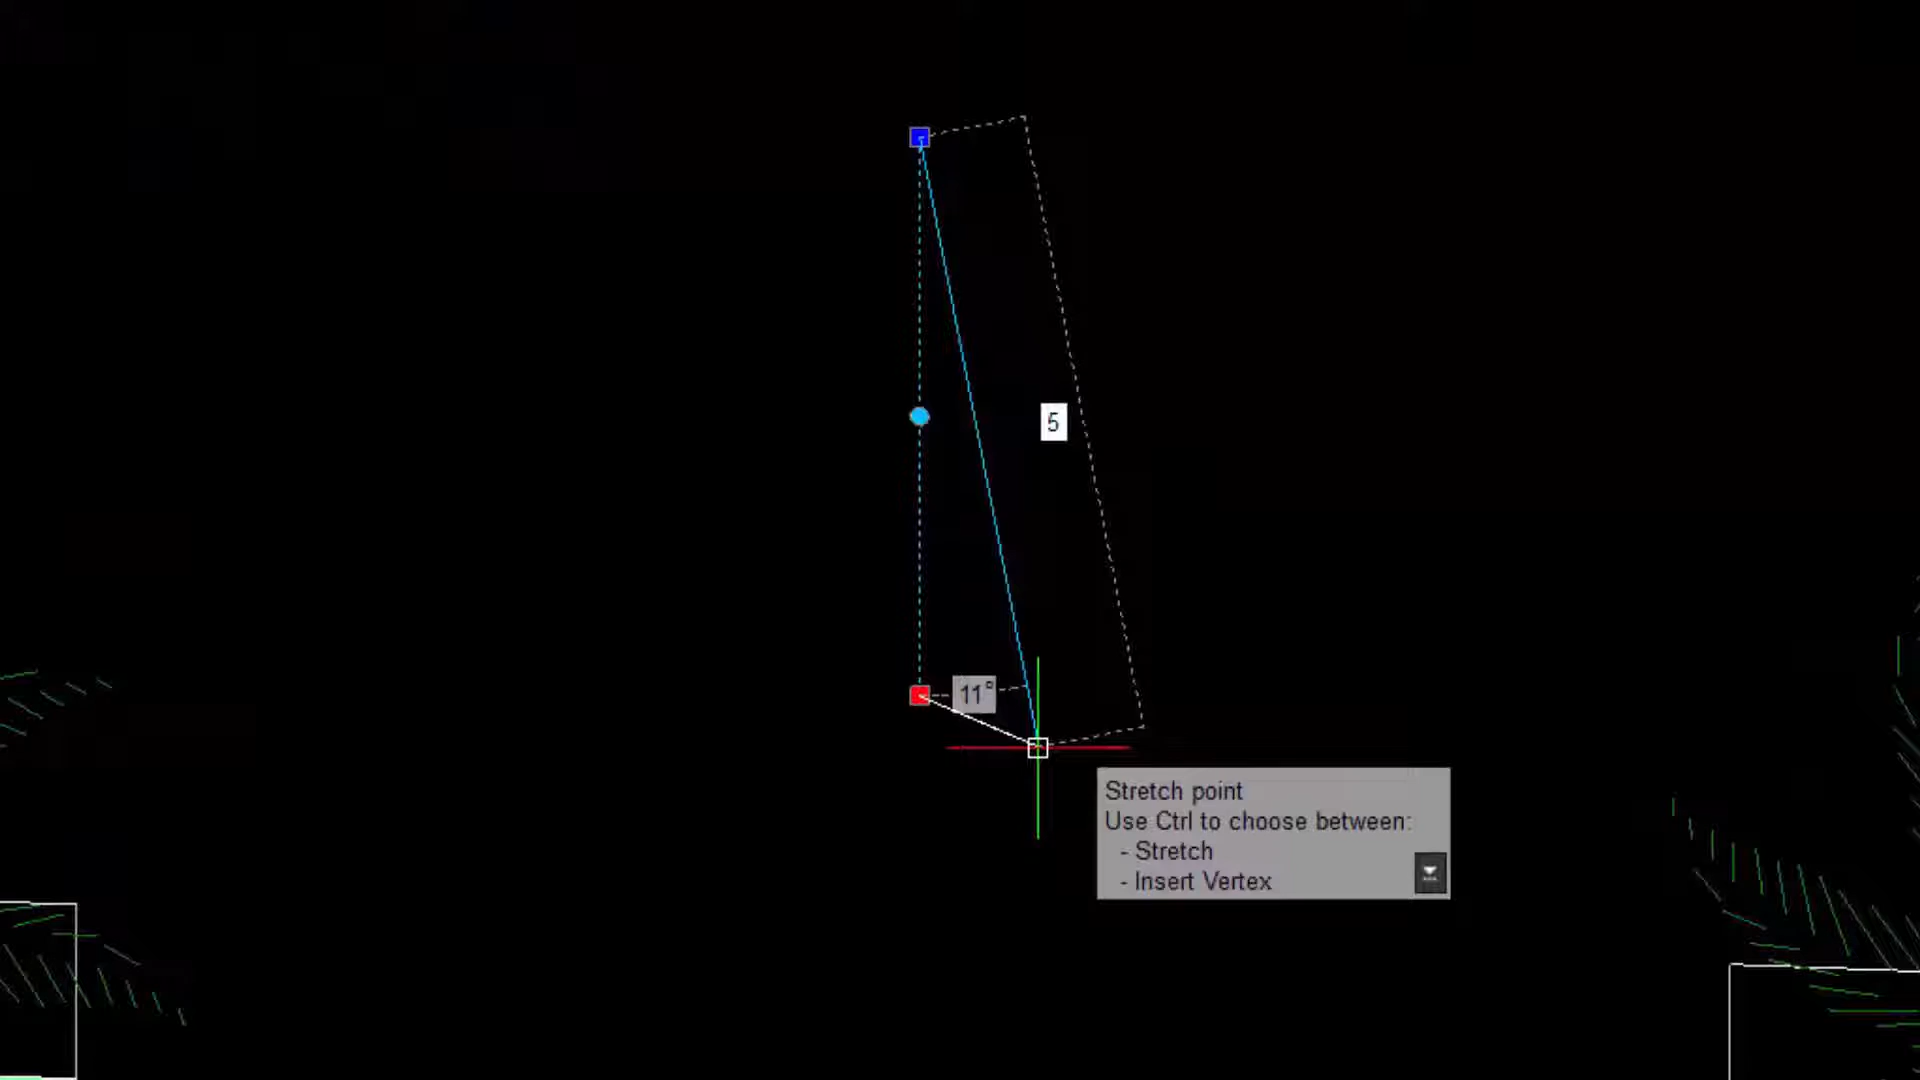 5
11°
Stretch point
Use Ctrl to choose between:
- Stretch
- Insert Vertex